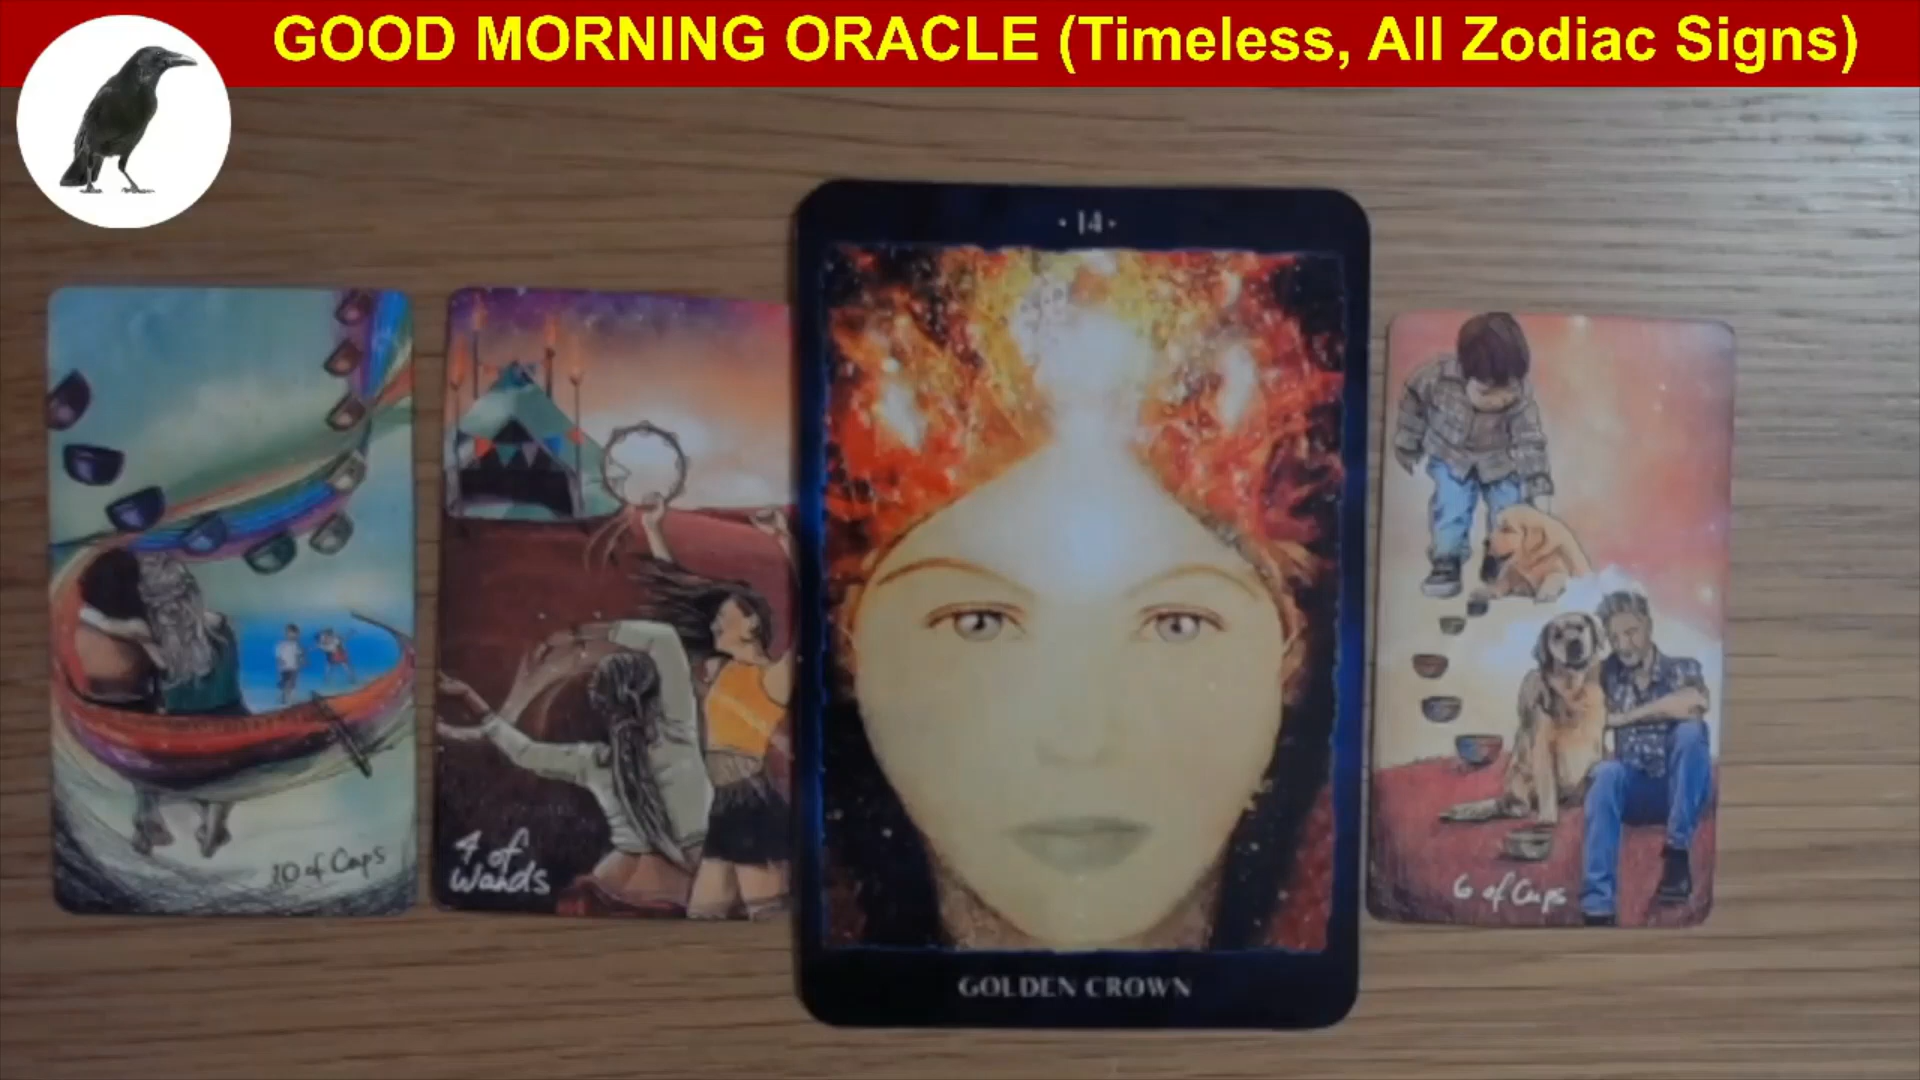 GOOD MORNING ORACLE (Timeless, All Zodiac Signs)
· 14 ·
10 of Cups
4 of
Wands
GOLDEN CROWN
6 of Cups